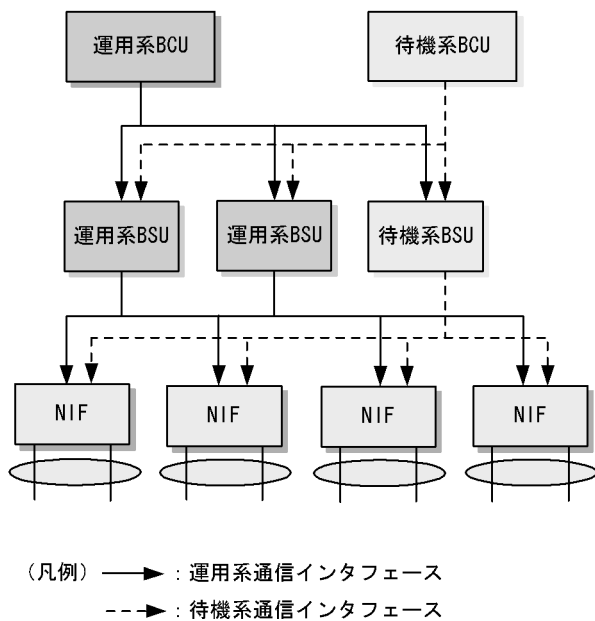 運用系BCU
待機系BCU
運用系BSU
運用系BSU
待機系BSU
NIF
NIF
NIF
NIF
(凡例) :運用系通信インタフェース
:待機系通信インタフェース